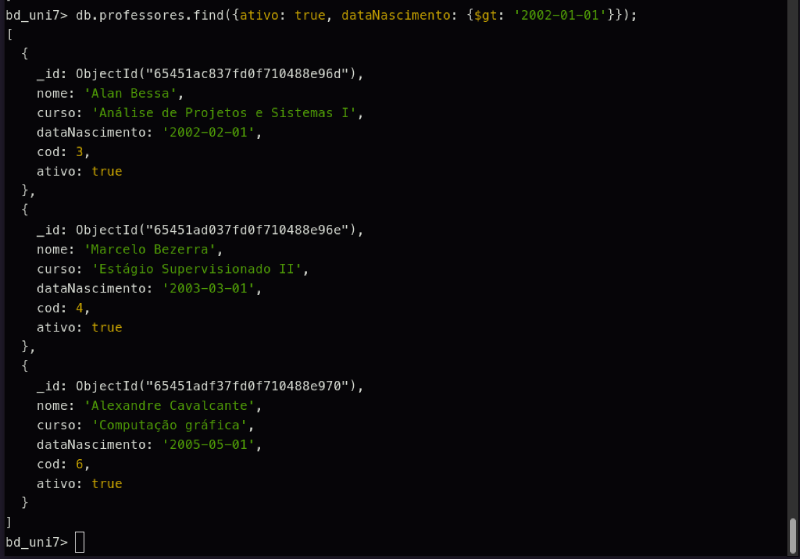 bd_uni7> db.professores.find({ativo: true, dataNascimento: {$gt: '2002-01-01'}});
[
  {
    _id: ObjectId("65451ac837fd0f710488e96d"),
    nome: 'Alan Bessa',
    curso: 'Análise de Projetos e Sistemas I',
    dataNascimento: '2002-02-01',
    cod: 3,
    ativo: true
  },
  {
    _id: ObjectId("65451ad037fd0f710488e96e"),
    nome: 'Marcelo Bezerra',
    curso: 'Estágio Supervisionado II',
    dataNascimento: '2003-03-01',
    cod: 4,
    ativo: true
  },
  {
    _id: ObjectId("65451adf37fd0f710488e970"),
    nome: 'Alexandre Cavalcante',
    curso: 'Computação gráfica',
    dataNascimento: '2005-05-01',
    cod: 6,
    ativo: true
  }
]
bd_uni7>